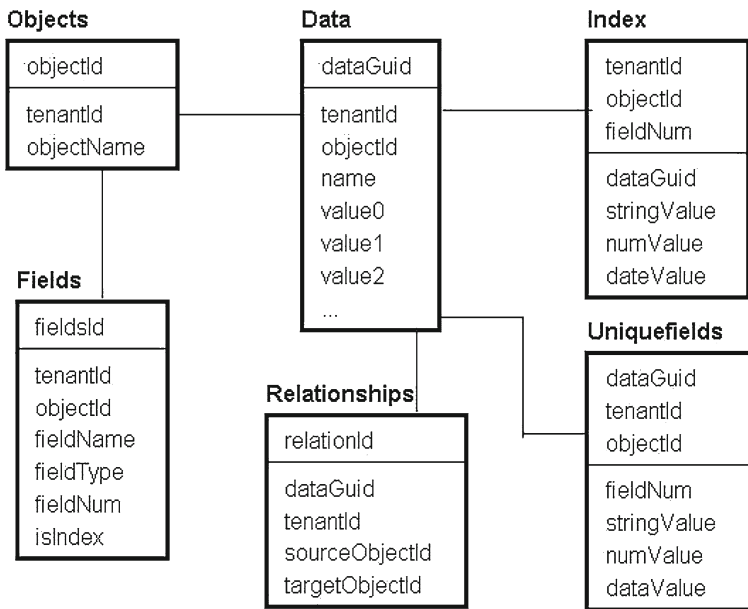 Objects
objectId
tenantId
objectName
Data
dataGuid
tenantId
objectId
name
value0
value1
value2
...
Index
tenantId
objectId
fieldNum
dataGuid
stringValue
numValue
dateValue
Fields
fieldsId
tenantId
objectId
fieldName
fieldType
fieldNum
isIndex
Relationships
relationId
dataGuid
tenantId
sourceObjectId
targetObjectId
Uniquefields
dataGuid
tenantId
objectId
fieldNum
stringValue
numValue
dataValue